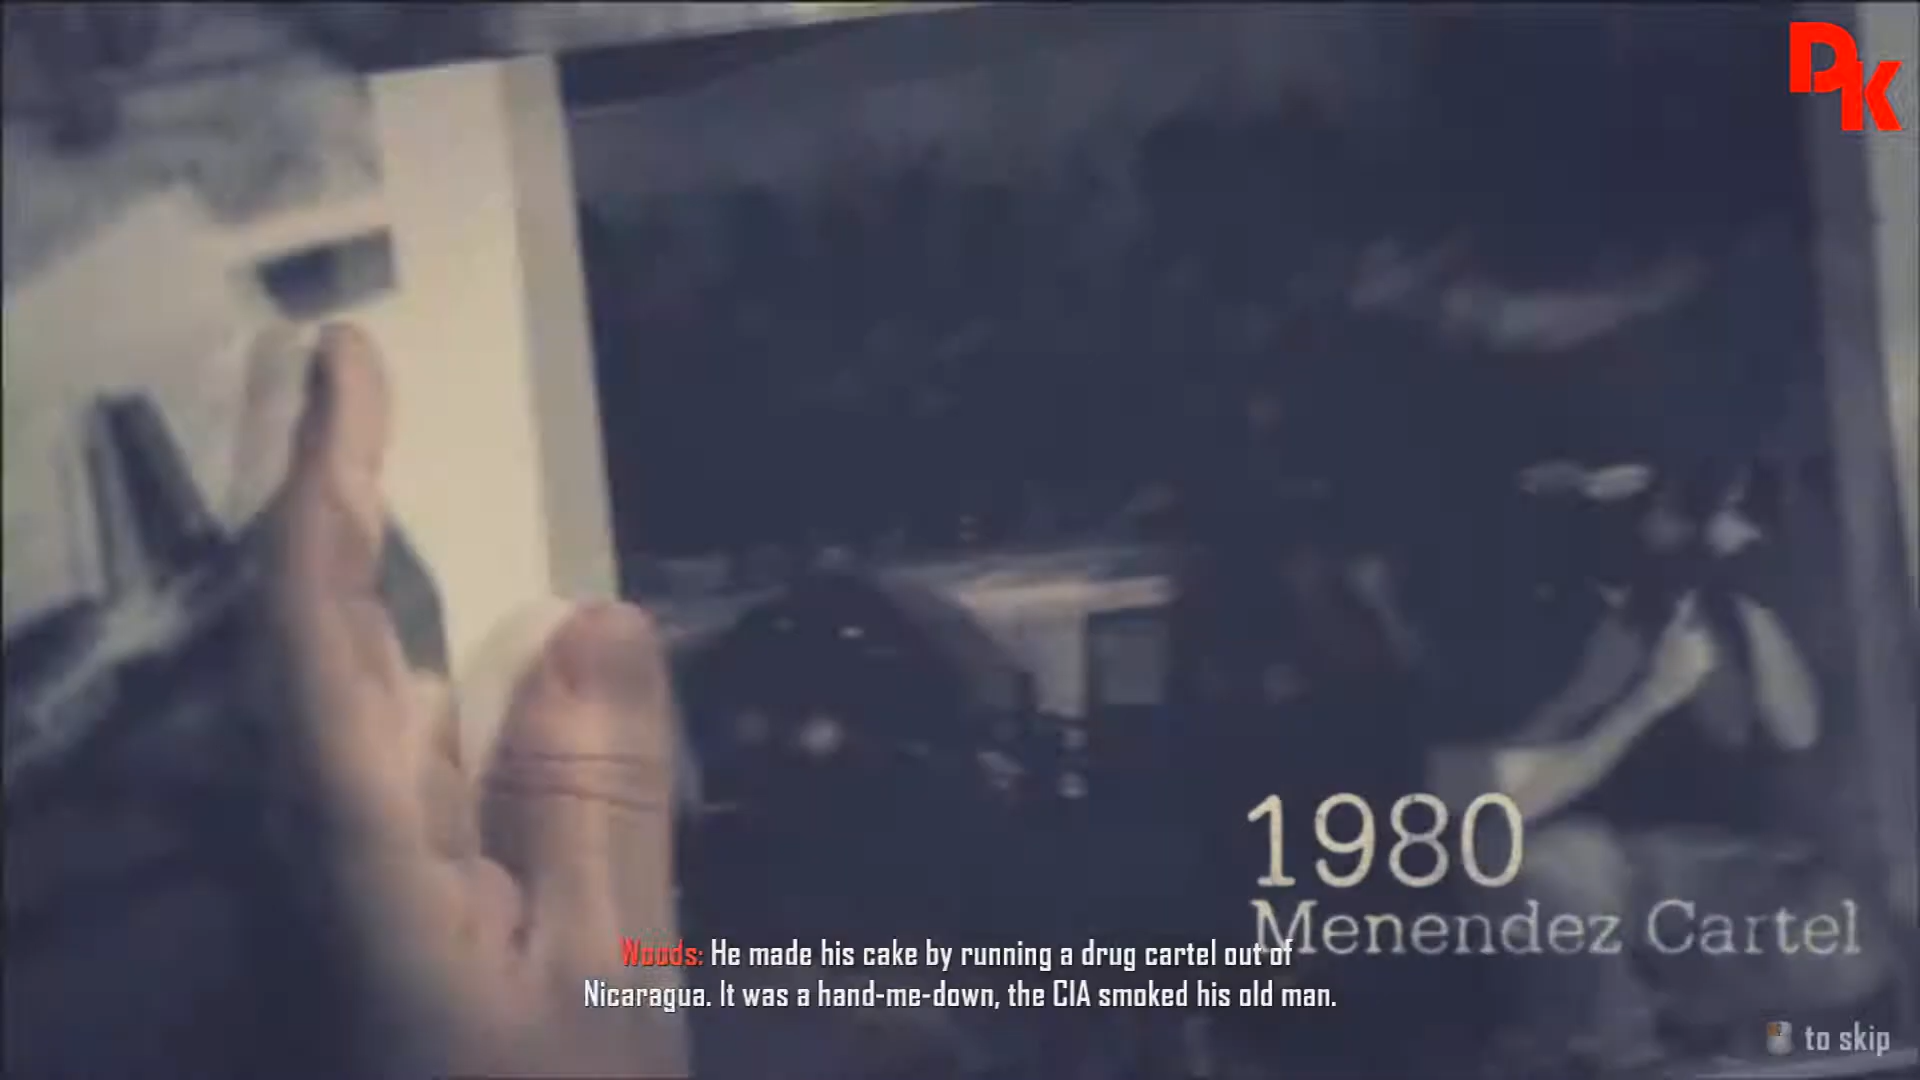 DK
1980
Menendez Cartel
Woods: He made his cake by running a drug cartel out of
Nicaragua. It was a hand-me-down, the CIA smoked his old man.
to skip